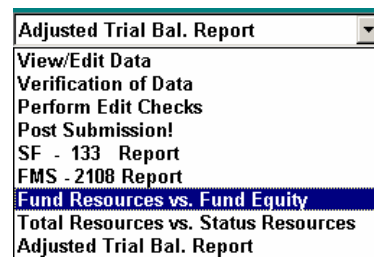 Adjusted Trial Bal. Report
View/Edit Data
Verification of Data
Perform Edit Checks
Post Submission!
SF - 133 Report
FMS - 2108 Report
Fund Resources vs. Fund Equity
Total Resources vs. Status Resources
Adjusted Trial Bal. Report